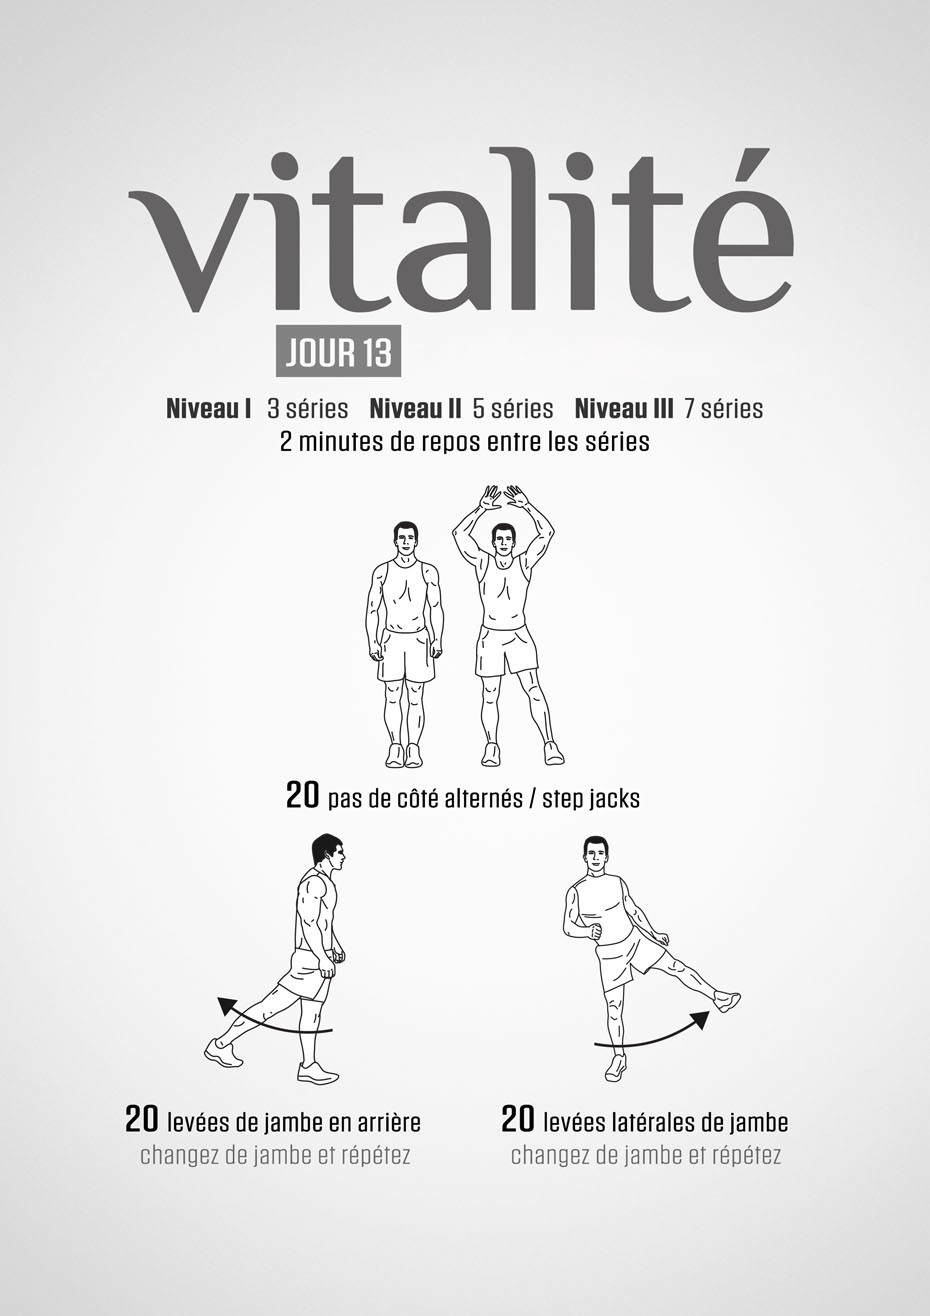 vitalité
JOUR 13
Niveau I 3 séries Niveau II 5 séries Niveau III 7 séries
2 minutes de repos entre les séries
20 pas de côté alternés / step jacks
20 levées de jambe en arrière
changez de jambe et répétez
20 levées latérales de jambe
changez de jambe et répétez